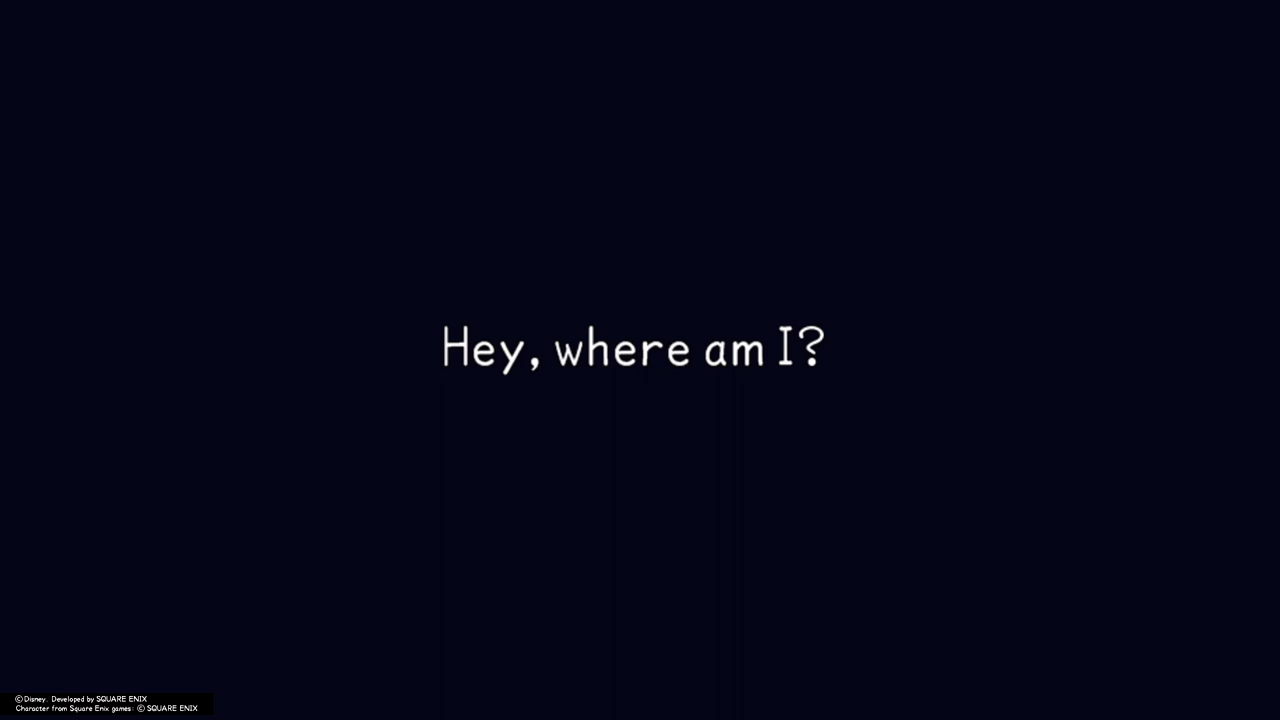 Hey, where am I?
©Disney. Developed by SQUARE ENIX
Character from Square Enix games: © SQUARE ENIX